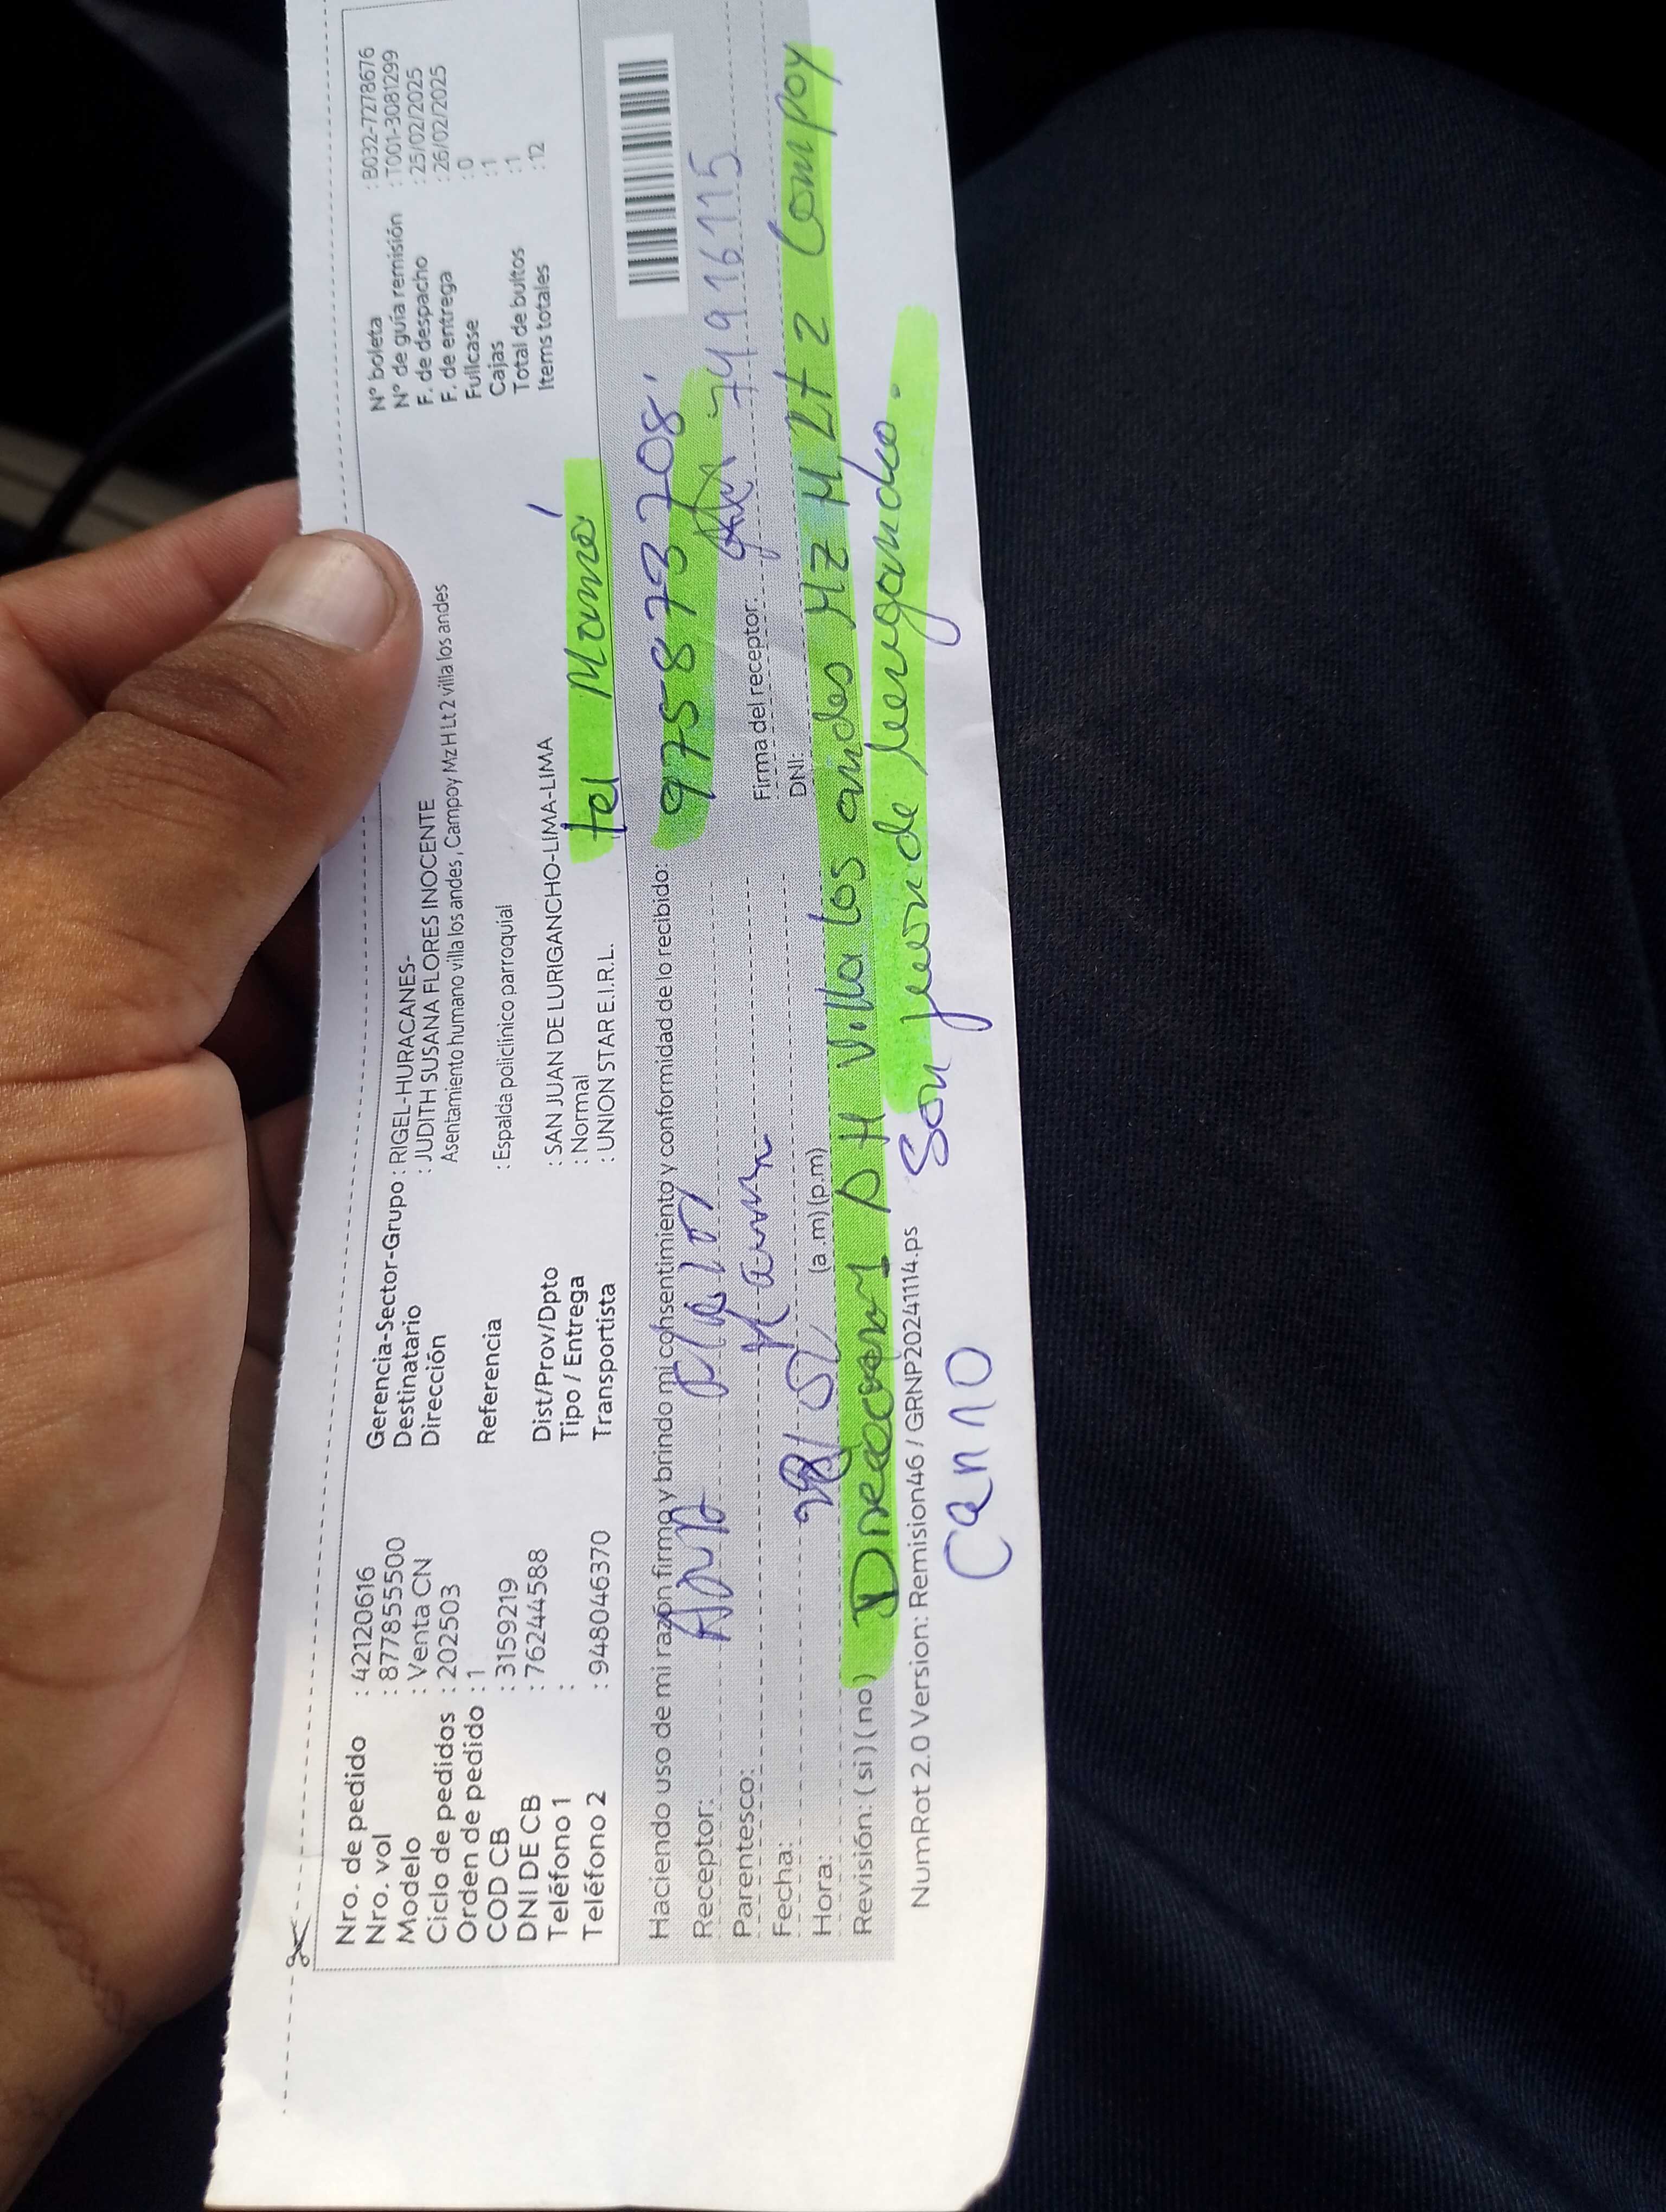 Nro. de pedido : 42120616
Nro. vol : 877855500
Modelo : Venta CN
Ciclo de pedidos : 202503
Orden de pedido : 1
COD CB : 3159219
DNI DE CB : 76244588
Teléfono 1 :
Teléfono 2 : 948046370
Gerencia-Sector-Grupo : RIGEL-HURACANES-
Destinatario : JUDITH SUSANA FLORES INOCENTE
Dirección Asentamiento humano villa los andes , Campoy Mz H Lt 2 villa los andes
Referencia : Espalda policlinico parroquial
Dist/Prov/Dpto : SAN JUAN DE LURIGANCHO-LIMA-LIMA
Tipo / Entrega : Normal
Transportista : UNION STAR E.I.R.L.
N° boleta : B032-7278676
N° de guía remisión : T001-3081299
F. de despacho : 25/02/2025
F. de entrega : 26/02/2025
Fullcase : 0
Cajas : 1
Total de bultos : 1
Items totales : 12
tel Mamá
Haciendo uso de mi razón firmo y brindo mi consentimiento y conformidad de lo recibido:
975873708
Receptor:
Parentesco:
Firma del receptor: 74916115
Fecha:
DNI:
Hora: (a.m)(p.m)
Revisión: ( si ) ( no ) A H Villa los andes Mz H Lt 2 Campoy
NumRot 2.0 Version: Remision46 / GRNP20241114.ps
San Juan de lurigancho.
Carro